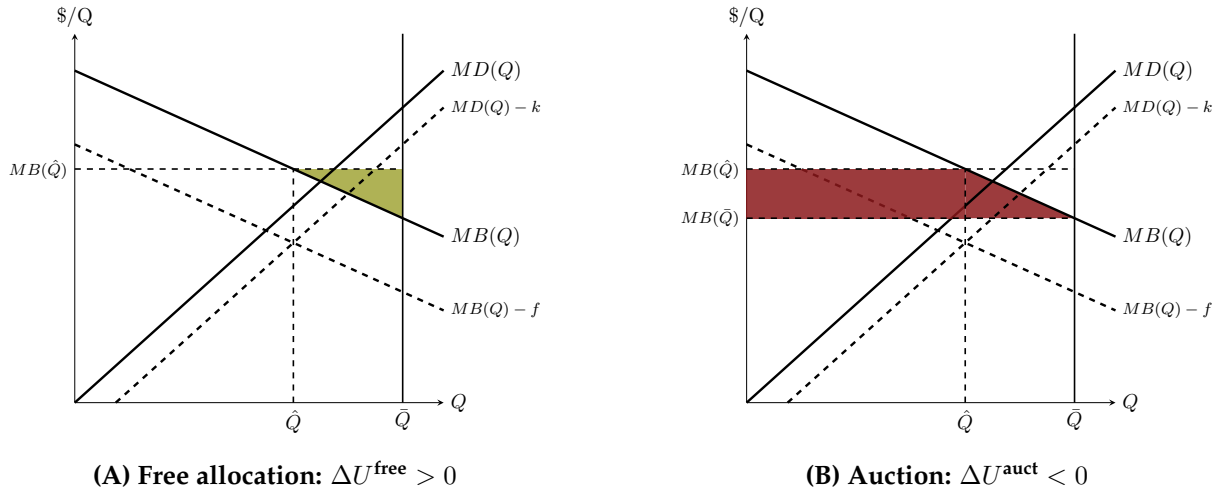 $/Q
MD(Q)
MD(Q) − k
MB(Q̂)
MB(Q)
MB(Q) − f
Q
Q̂
Q̄
(A) Free allocation: ΔU^free > 0
$/Q
MD(Q)
MD(Q) − k
MB(Q̂)
MB(Q̄)
MB(Q)
MB(Q) − f
Q
Q̂
Q̄
(B) Auction: ΔU^auct < 0